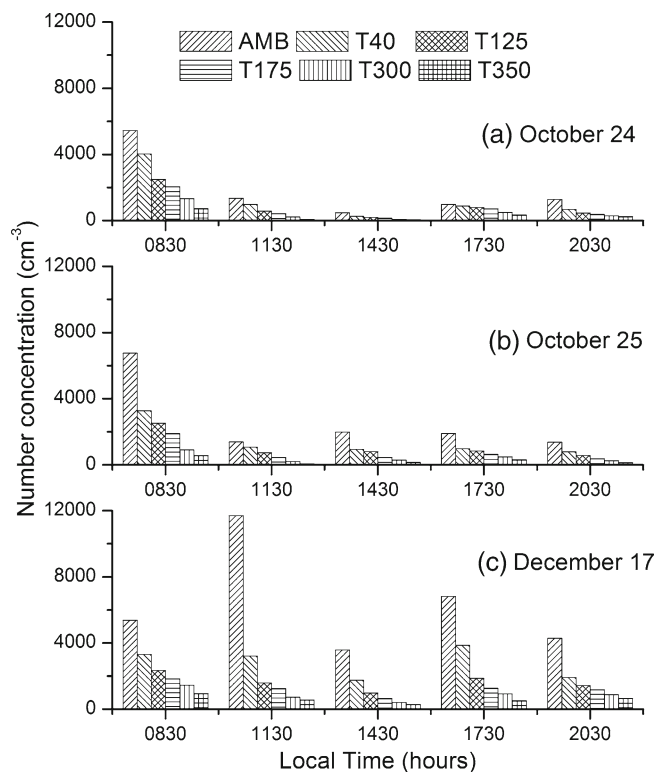 12000
AMB T40 T125
T175 T300 T350
8000
(a) October 24
4000
0
0830 1130 1430 1730 2030
12000
8000
(b) October 25
4000
0
0830 1130 1430 1730 2030
12000
(c) December 17
8000
4000
0
0830 1130 1430 1730 2030
Number concentration (cm⁻³)
Local Time (hours)